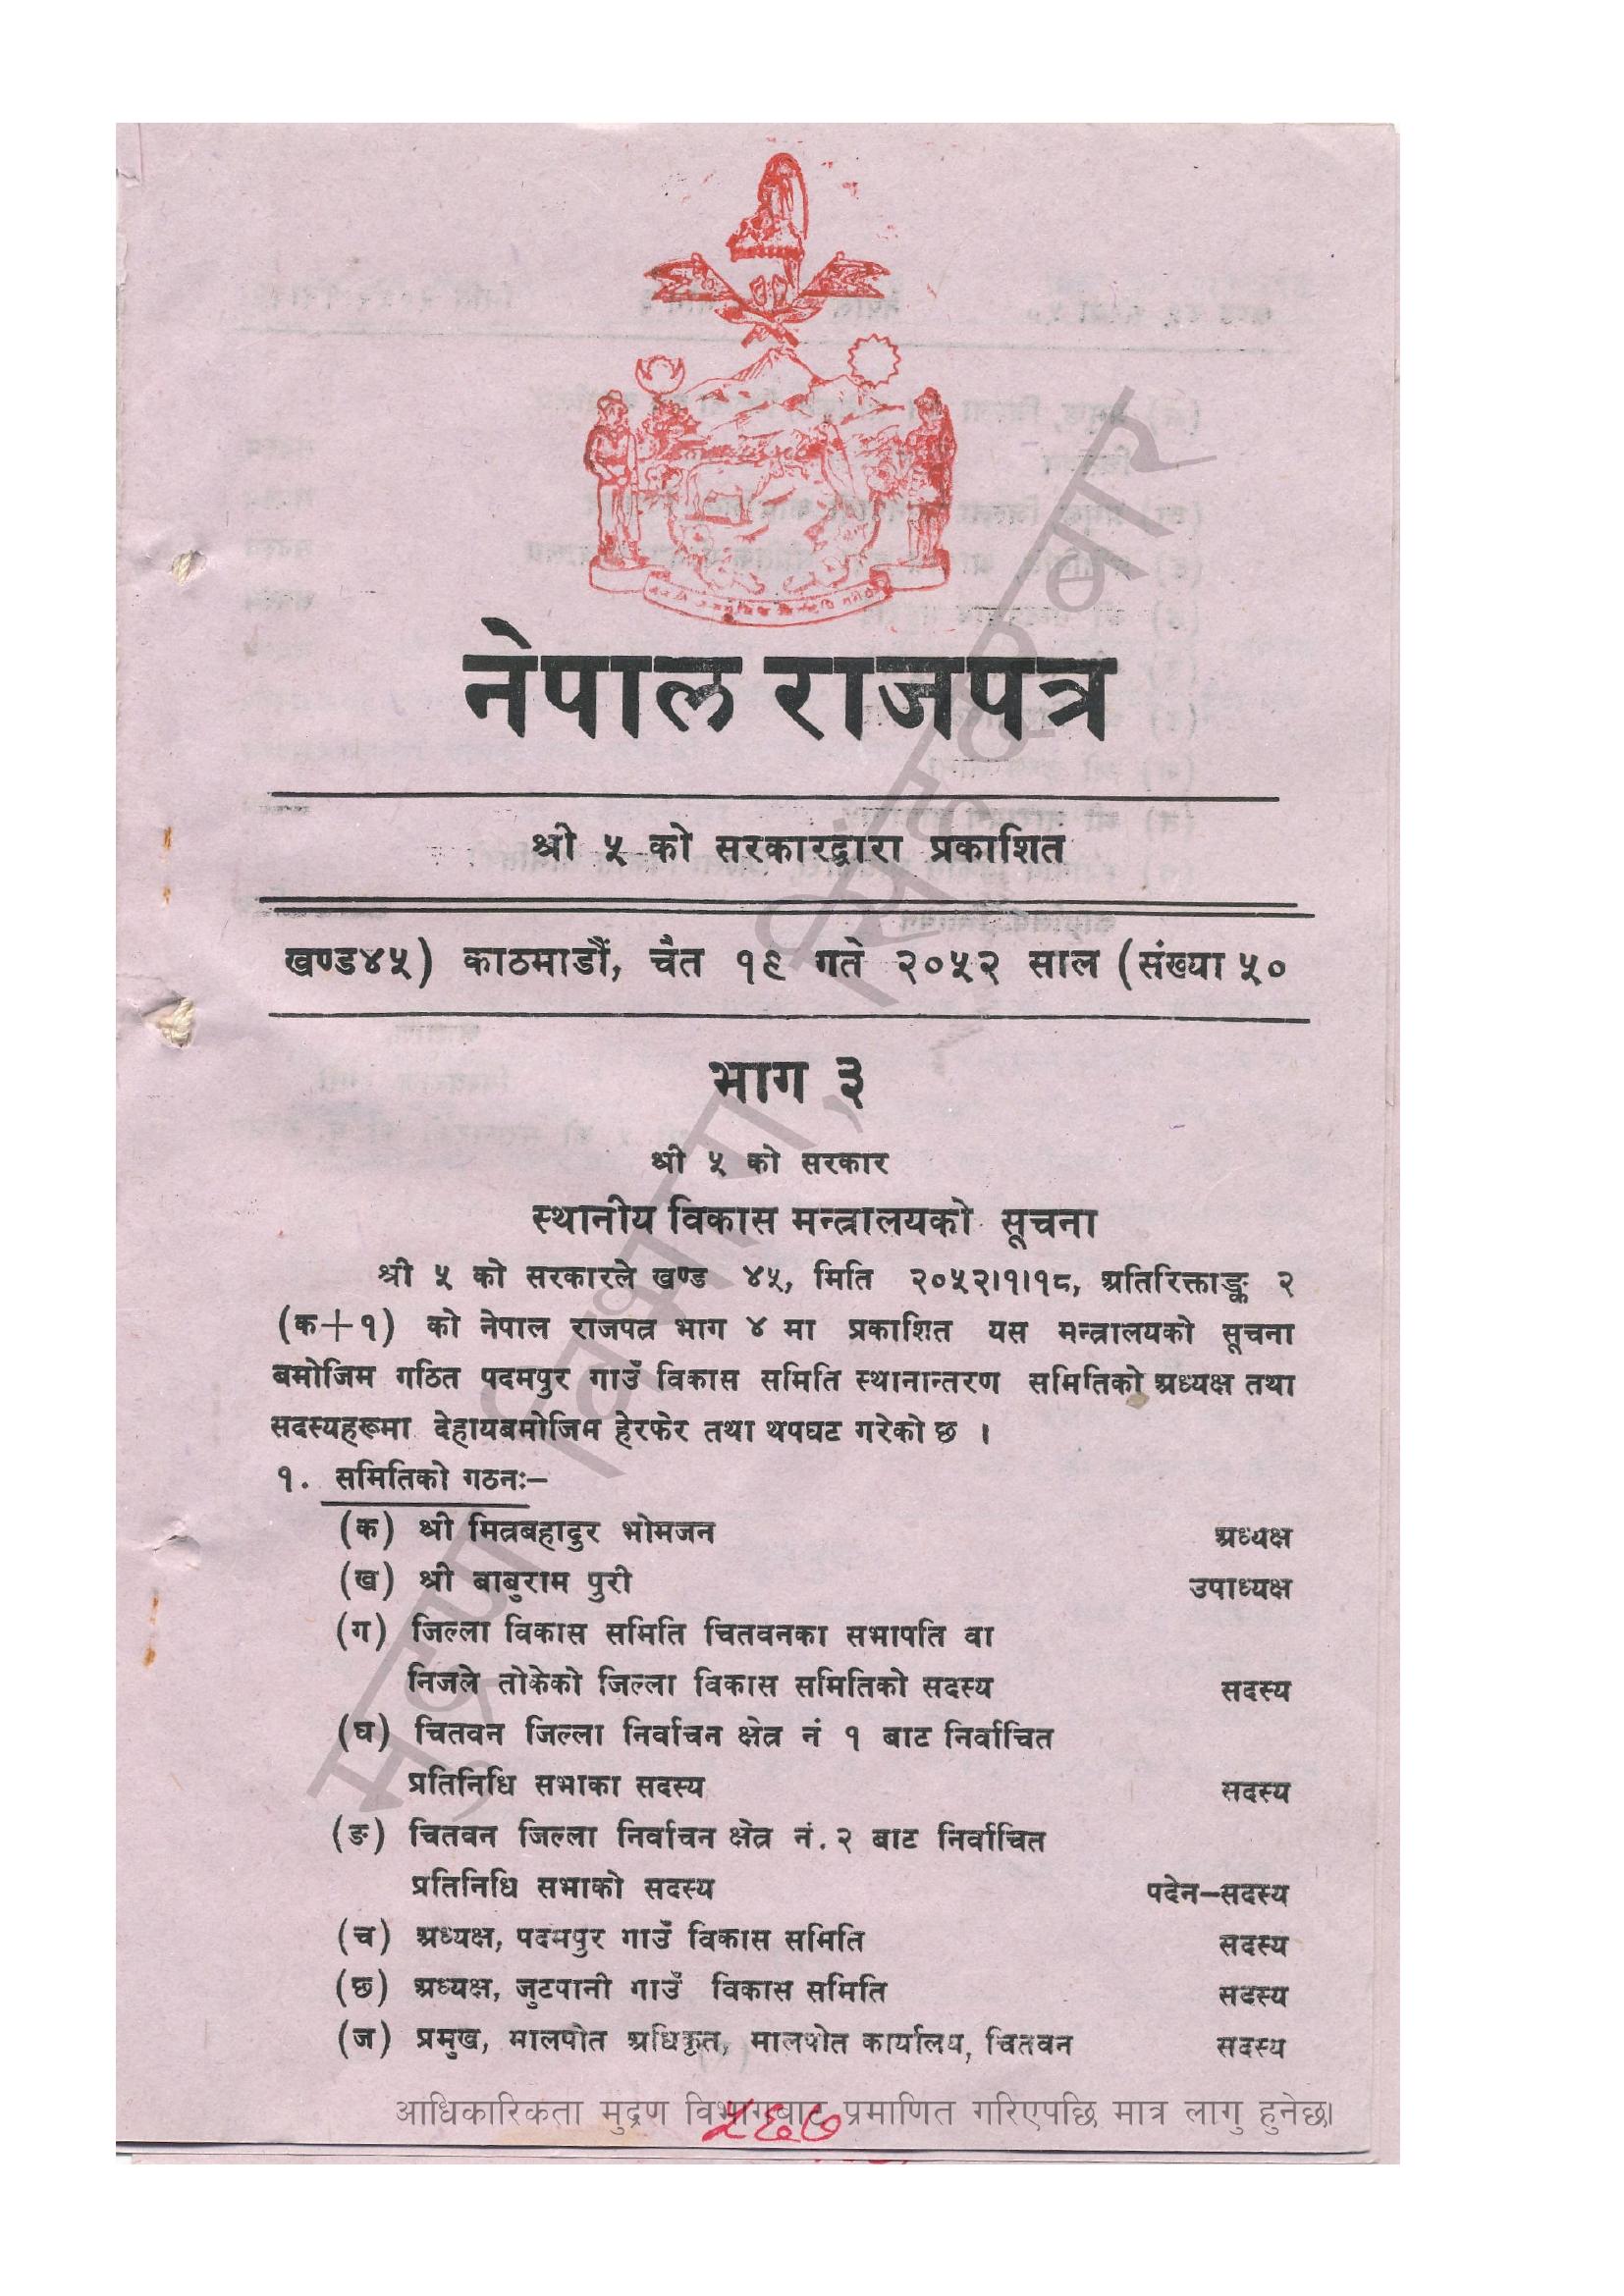 नेपाल राजपत्र
श्री ५ को सरकारद्वारा प्रकाशित
खण्ड४५) काठमाडौं, चैत १९ गते २०५२ साल (संख्या ५०
भाग ३
श्री ५ को सरकार
स्थानीय विकास मन्त्रालयको सूचना
श्री ५ को सरकारले खण्ड ४५, मिति २०५२।१।१८, अतिरिक्ताङ्क २
(क+१) को नेपाल राजपत्र भाग ४ मा प्रकाशित यस मन्त्रालयको सूचना
बमोजिम गठित पदमपुर गाउँ विकास समिति स्थानान्तरण समितिको अध्यक्ष तथा
सदस्यहरूमा देहायबमोजिम हेरफेर तथा थपघट गरेको छ ।
१. समितिको गठनः–
(क) श्री मित्रबहादुर भोमजन अध्यक्ष
(ख) श्री बाबुराम पुरी उपाध्यक्ष
(ग) जिल्ला विकास समिति चितवनका सभापति वा
निजले तोकेको जिल्ला विकास समितिको सदस्य सदस्य
(घ) चितवन जिल्ला निर्वाचन क्षेत्र नं १ बाट निर्वाचित
प्रतिनिधि सभाका सदस्य सदस्य
(ङ) चितवन जिल्ला निर्वाचन क्षेत्र नं.२ बाट निर्वाचित
प्रतिनिधि सभाको सदस्य पदेन–सदस्य
(च) अध्यक्ष, पदमपुर गाउँ विकास समिति सदस्य
(छ) अध्यक्ष, जुटपानी गाउँ विकास समिति सदस्य
(ज) प्रमुख, मालपोत अधिकृत, मालपोत कार्यालय, चितवन सदस्य
आधिकारिकता मुद्रण विभागबाट प्रमाणित गरिएपछि मात्र लागु हुनेछ।
५६७
मुद्रण विभाग, सिंहदरबार